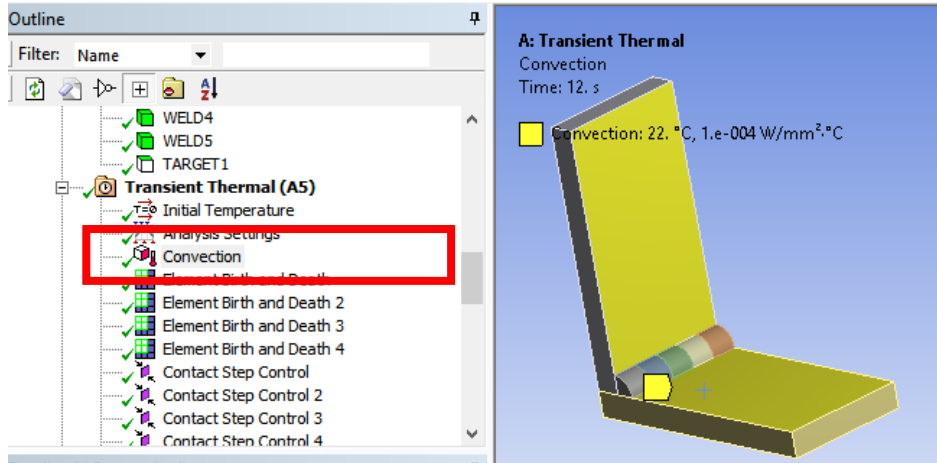 Outline
Filter: Name
WELD4
WELD5
TARGET1
Transient Thermal (A5)
Initial Temperature
Analysis Settings
Convection
Element Birth and Death
Element Birth and Death 2
Element Birth and Death 3
Element Birth and Death 4
Contact Step Control
Contact Step Control 2
Contact Step Control 3
Contact Step Control 4
A: Transient Thermal
Convection
Time: 12. s
Convection: 22. °C, 1.e-004 W/mm²·°C